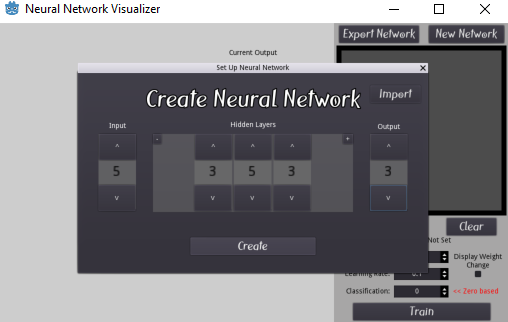 Neural Network Visualizer
Export Network New Network
Current Output
Set Up Neural Network
Create Neural Network Import
Input Hidden Layers Output
- +
5 3 5 3 3
Create
Clear
Not Set
Display Weight
Change
Learning Rate: 0.1
Classification: 0 << Zero based
Train